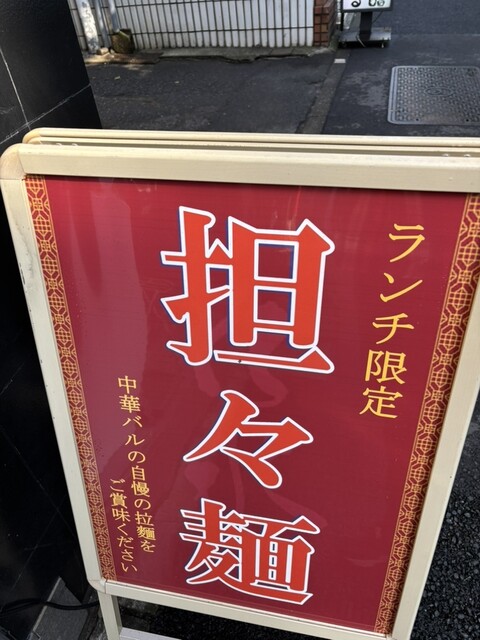 ランチ限定
担々麺
中華バルの自慢の拉麺を
ご賞味ください